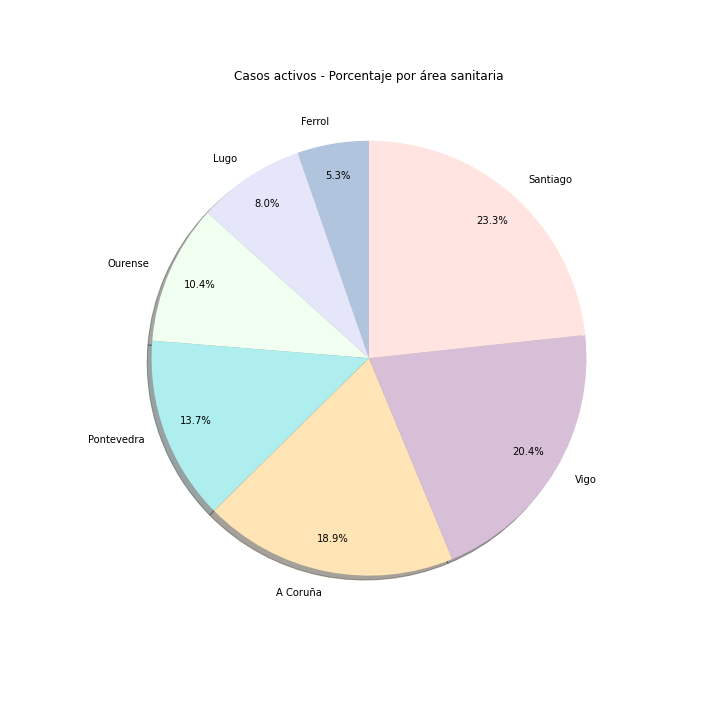 Casos activos - Porcentaje por área sanitaria
Ferrol
5.3%
Lugo
8.0%
Santiago
23.3%
Ourense
10.4%
Pontevedra
13.7%
Vigo
20.4%
A Coruña
18.9%